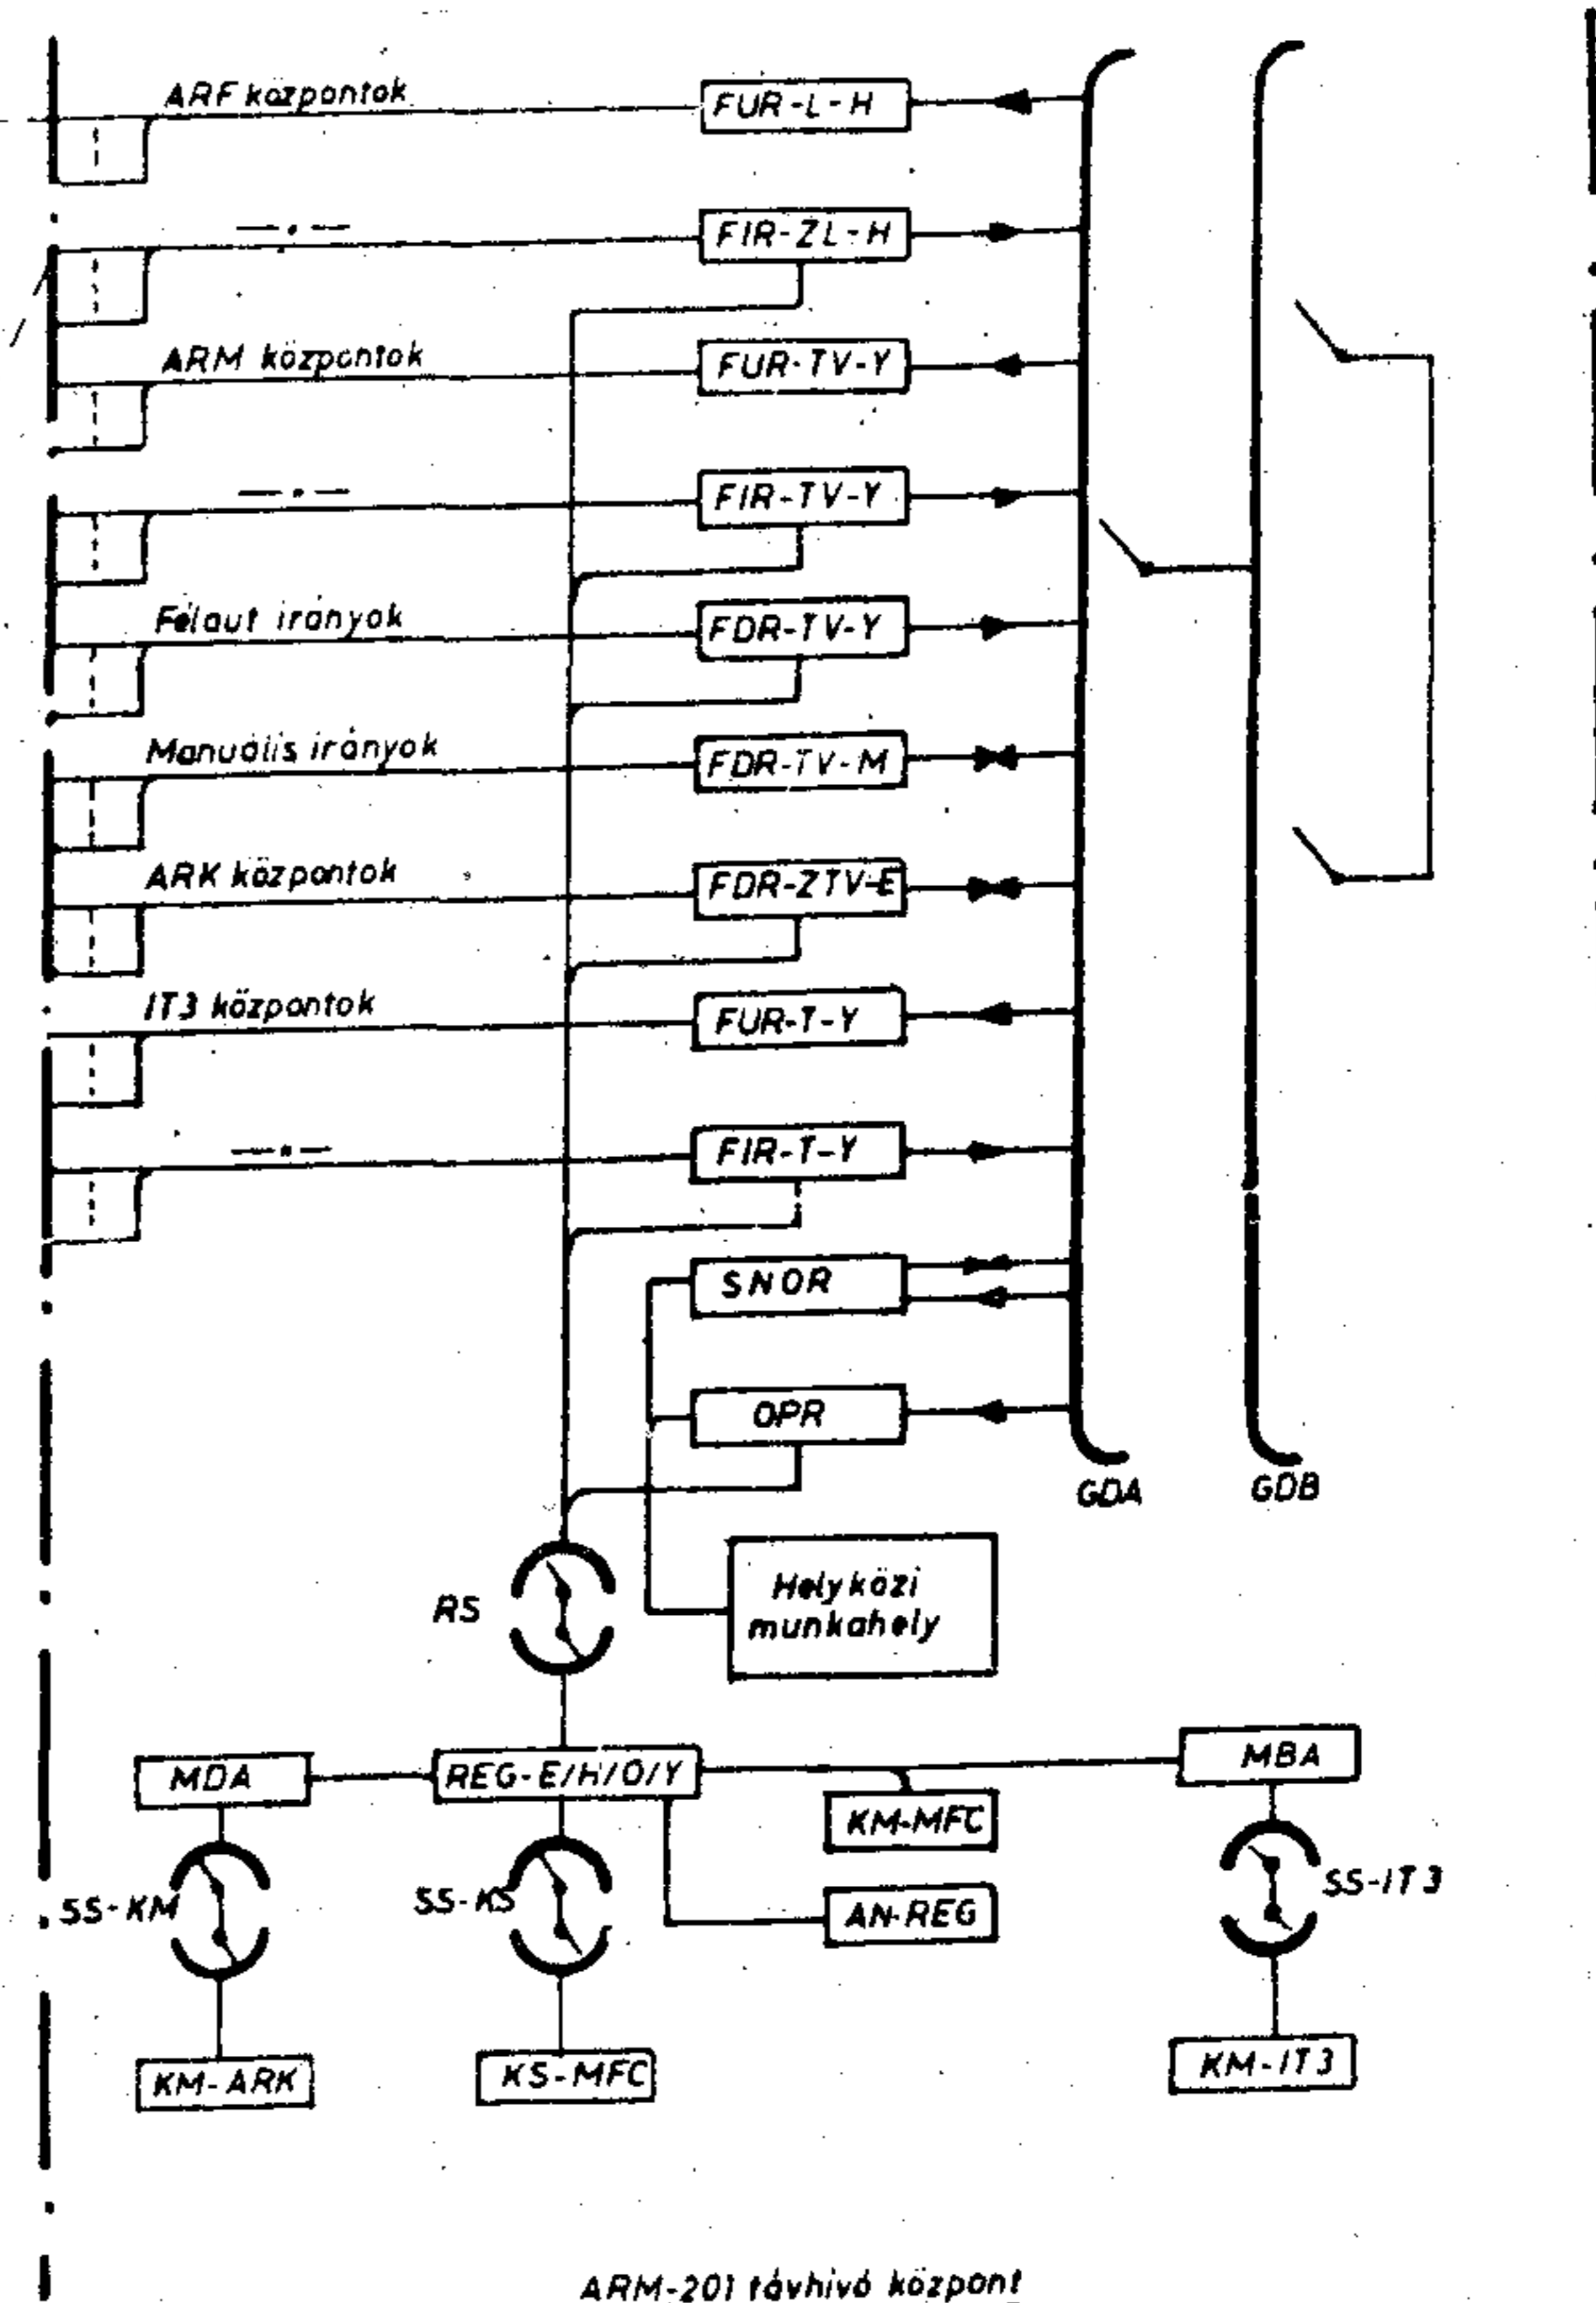 ARF központok
FUR-L-H
— . —
FIR-ZL-H
ARM központok
FUR-TV-Y
— . —
FIR-TV-Y
Félaut irányok
FDR-TV-Y
Manuális irányok
FDR-TV-M
ARK központok
FDR-ZTV-E
IT3 központok
FUR-T-Y
— . —
FIR-T-Y
SNOR
OPR
GDA
GDB
RS
Helyközi
munkahely
MDA
REG-E/H/O/Y
MBA
KM-MFC
SS-KM
SS-KS
AN-REG
SS-IT3
KM-ARK
KS-MFC
KM-IT3
ARM-201 távhívó központ